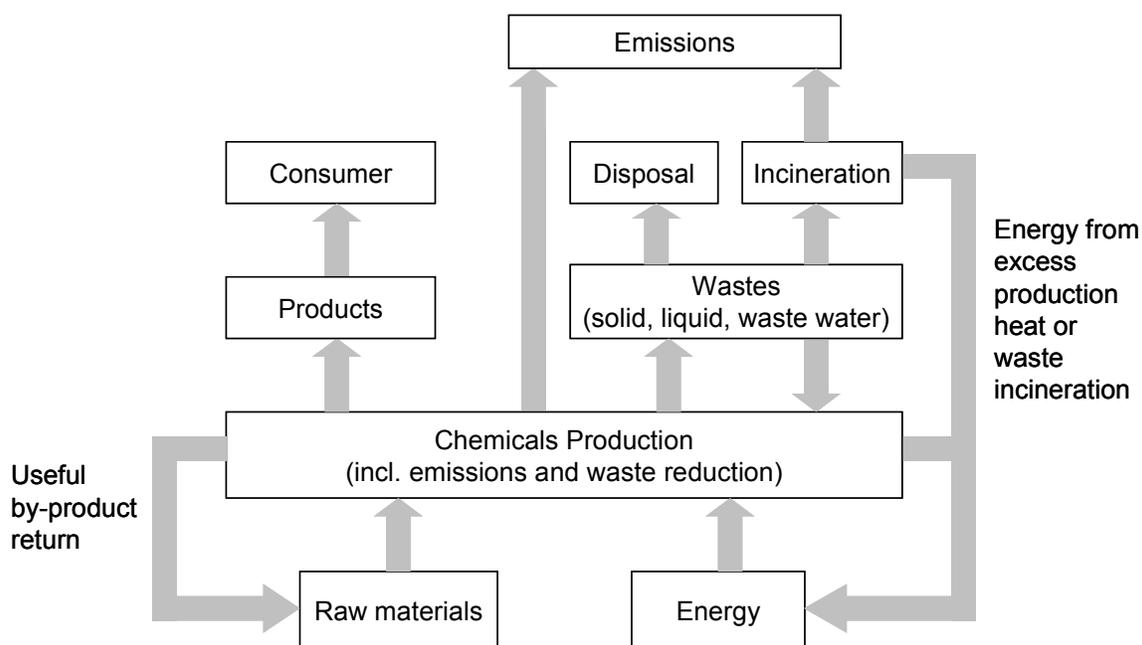 Emissions
Consumer
Disposal
Incineration
Energy from
excess
production
heat or
waste
incineration
Products
Wastes
(solid, liquid, waste water)
Chemicals Production
(incl. emissions and waste reduction)
Useful
by-product
return
Raw materials
Energy